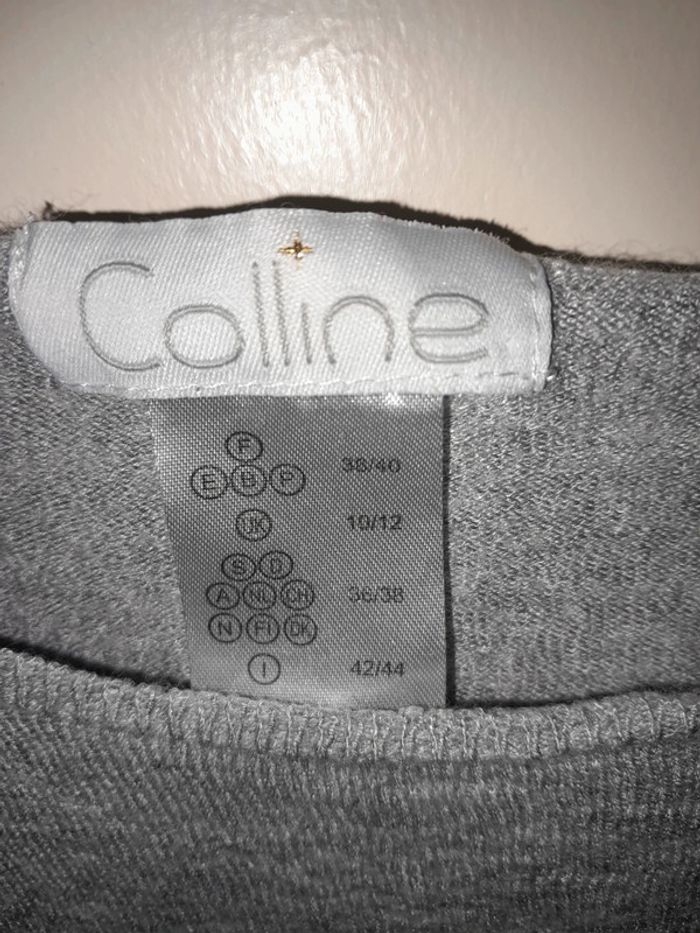 Colline
F
E B P 38/40
UK 10/12
S D
A NL CH 36/38
N FI DK
I 42/44